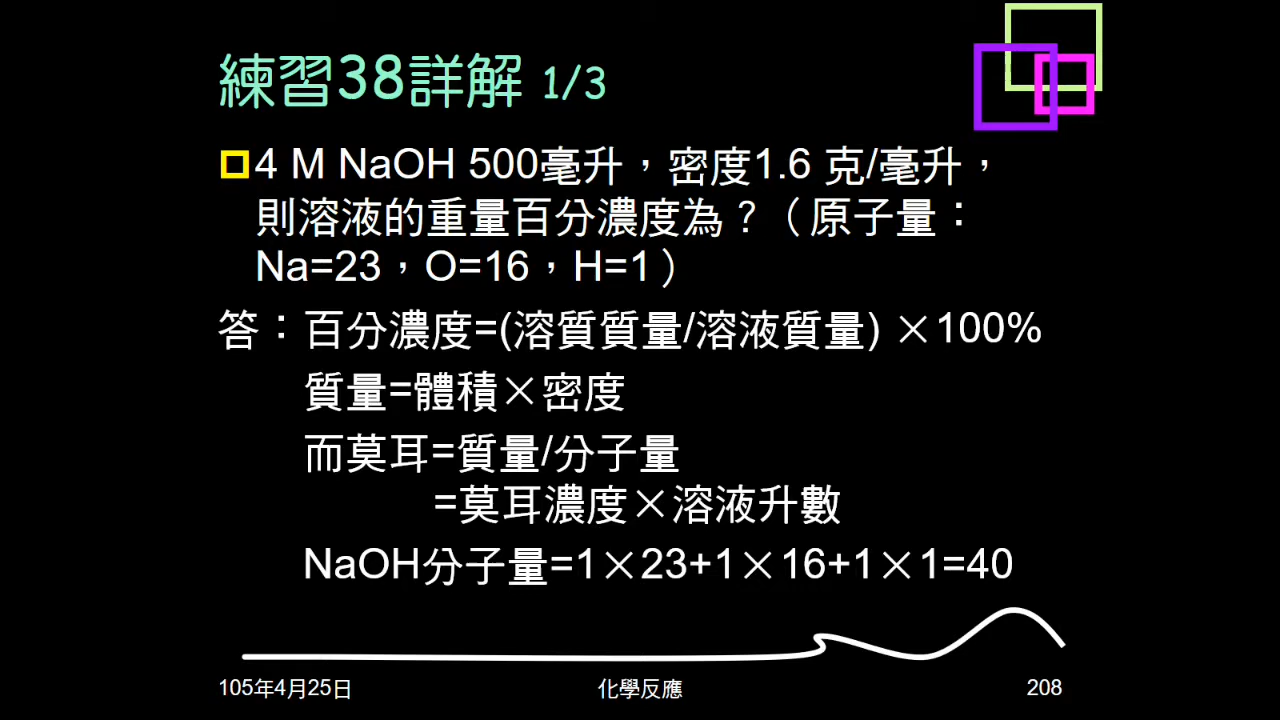 練習38詳解 1/3
4 M NaOH 500毫升，密度1.6 克/毫升，
則溶液的重量百分濃度為？（原子量：
Na=23，O=16，H=1）
答：百分濃度=(溶質質量/溶液質量) ×100%
質量=體積×密度
而莫耳=質量/分子量
=莫耳濃度×溶液升數
NaOH分子量=1×23+1×16+1×1=40
105年4月25日
化學反應
208